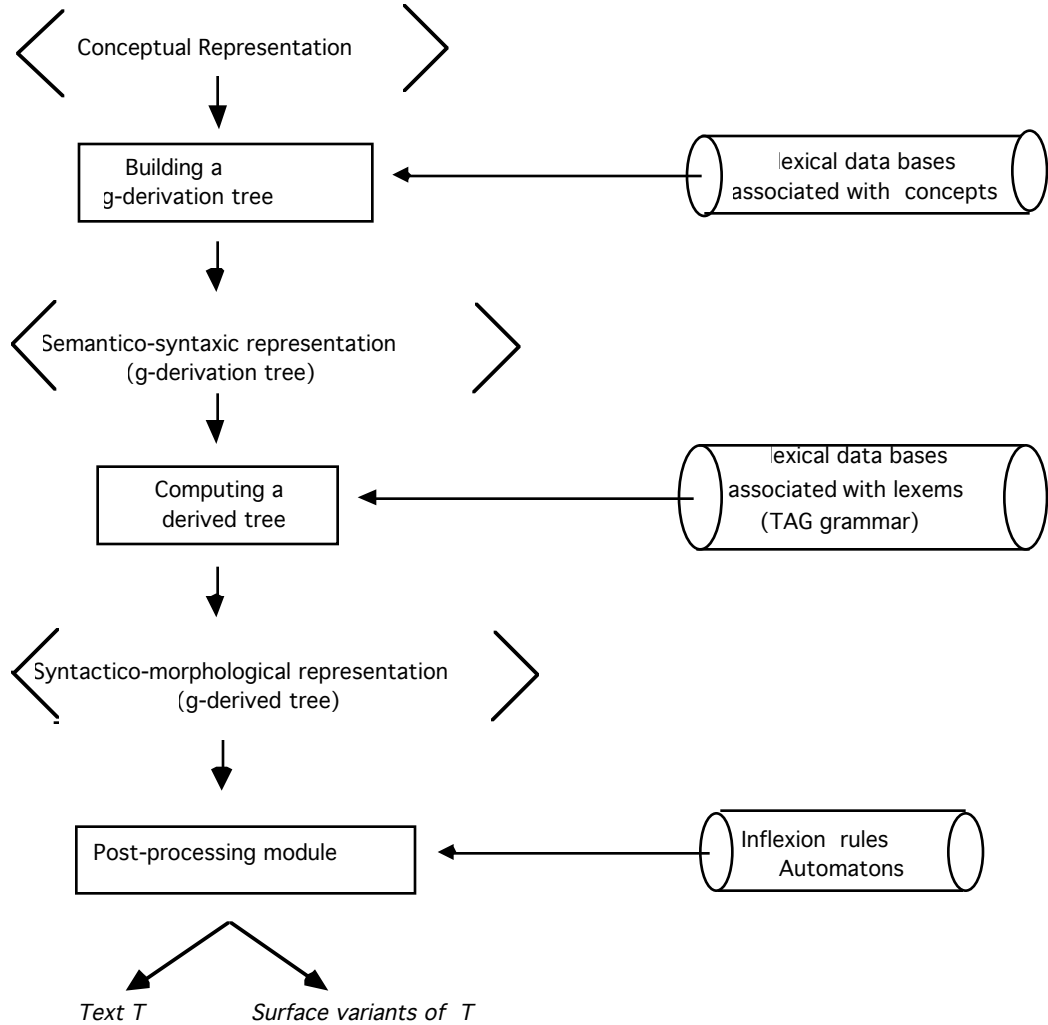 Conceptual Representation
Building a
g-derivation tree
lexical data bases
associated with concepts
Semantico-syntaxic representation
(g-derivation tree)
Computing a
derived tree
lexical data bases
associated with lexems
(TAG grammar)
Syntactico-morphological representation
(g-derived tree)
Post-processing module
Inflexion rules
Automatons
Text T
Surface variants of T